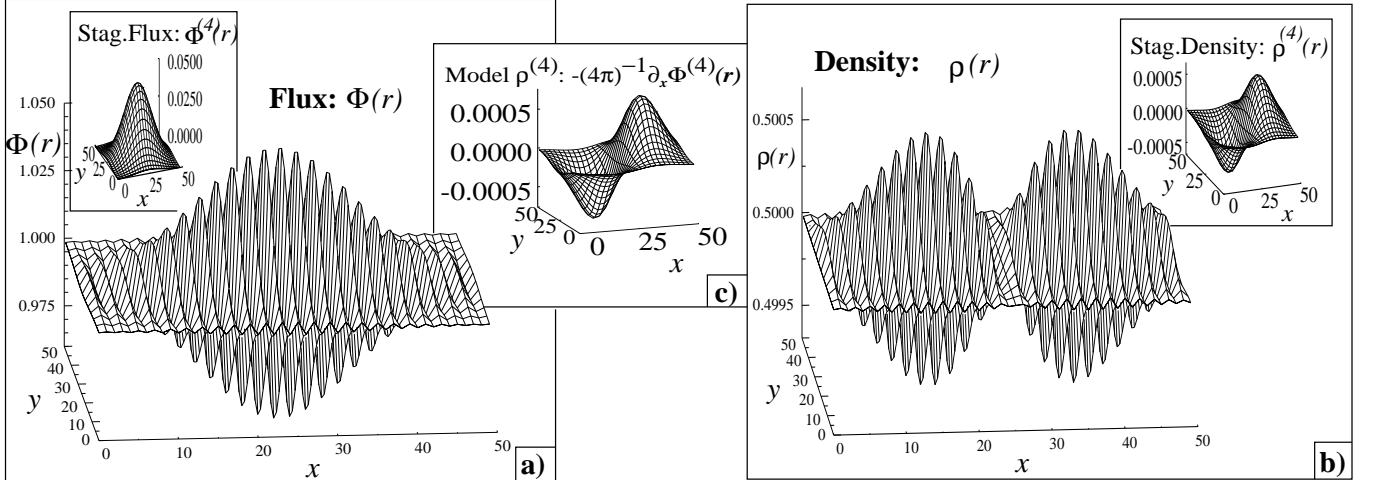 Stag.Flux: Φ^(4)(r)
0.0500
0.0250
0.0000
50
25
0
y
0
25
50
x
Flux: Φ(r)
1.050
Φ(r)
1.025
1.000
0.975
50
40
30
20
10
0
y
0
10
20
30
40
50
x
a)
Model ρ^(4): -(4π)^−1 ∂_x Φ^(4)(r)
0.0005
0.0000
-0.0005
50
25
0
y
0
25
50
x
c)
Density: ρ(r)
0.5005
ρ(r)
0.5000
0.4995
50
40
30
20
10
0
y
0
10
20
30
40
50
x
b)
Stag.Density: ρ^(4)(r)
0.0005
0.0000
-0.0005
50
25
0
y
0
25
50
x